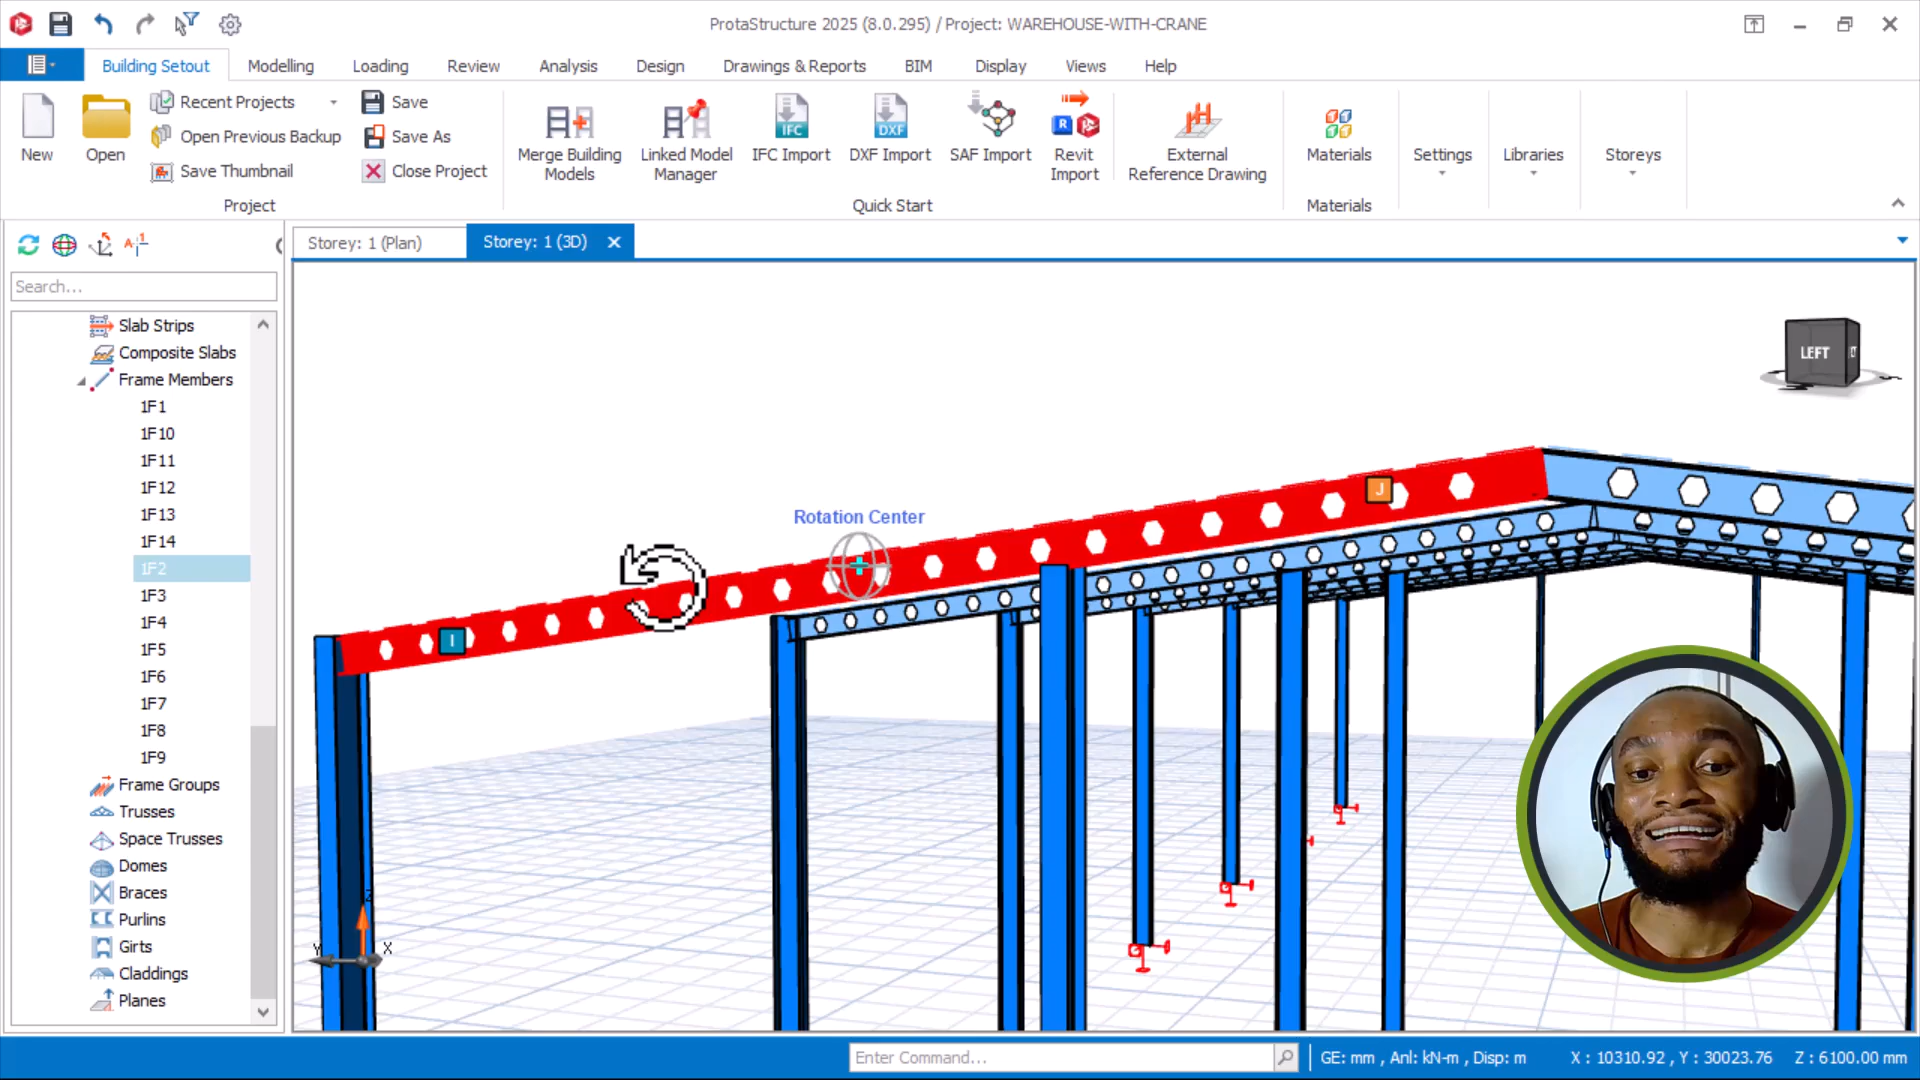 ProtaStructure 2025 (8.0.295) / Project: WAREHOUSE-WITH-CRANE
Building Setout
Modelling
Loading
Review
Analysis
Design
Drawings & Reports
BIM
Display
Views
Help
New
Open
Recent Projects
Open Previous Backup
Save Thumbnail
Save
Save As
Close Project
Project
Merge Building
Models
Linked Model
Manager
IFC
IFC Import
DXF
DXF Import
SAF Import
R
Revit
Import
External
Reference Drawing
Quick Start
Materials
Materials
Settings
Libraries
Storeys
Storey: 1 (Plan)
Storey: 1 (3D)
Search...
Slab Strips
Composite Slabs
Frame Members
1F1
1F10
1F11
1F12
1F13
1F14
1F2
1F3
1F4
1F5
1F6
1F7
1F8
1F9
Frame Groups
Trusses
Space Trusses
Domes
Braces
Purlins
Girts
Claddings
Planes
Rotation Center
I
J
LEFT
Z
Y
X
Enter Command...
GE: mm , Anl: kN-m , Disp: m
X : 10310.92 , Y : 30023.76
Z : 6100.00 mm